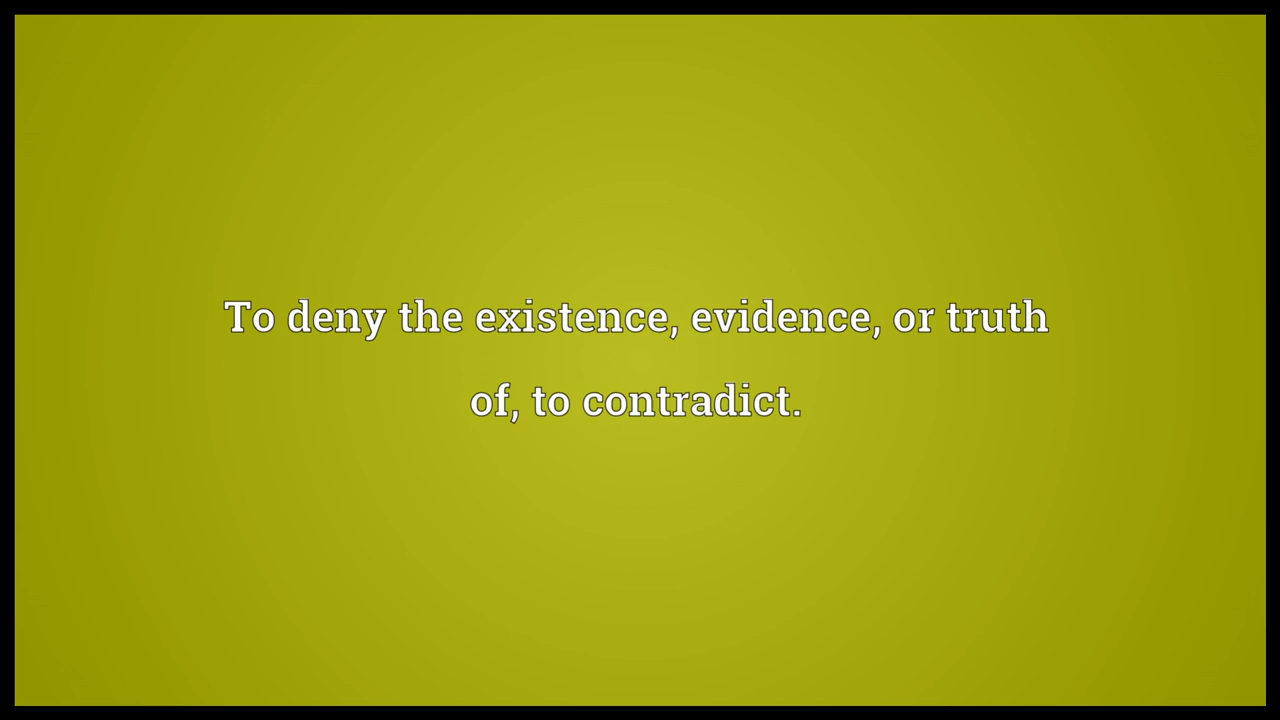 To deny the existence, evidence, or truth
of, to contradict.